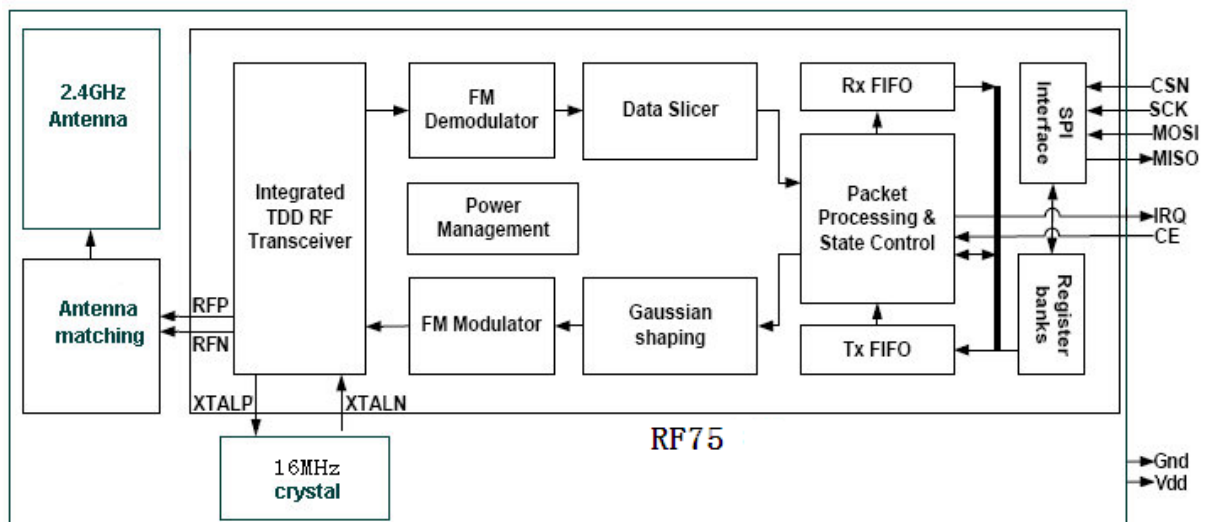 2.4GHz
Antenna
Antenna
matching
RFP
RFN
Integrated
TDD RF
Transceiver
XTALP
XTALN
16MHz
crystal
FM
Demodulator
Data Slicer
Power
Management
FM Modulator
Gaussian
shaping
Rx FIFO
Packet
Processing &
State Control
Tx FIFO
SPI
Interface
Register
banks
CSN
SCK
MOSI
MISO
IRQ
CE
RF75
Gnd
Vdd